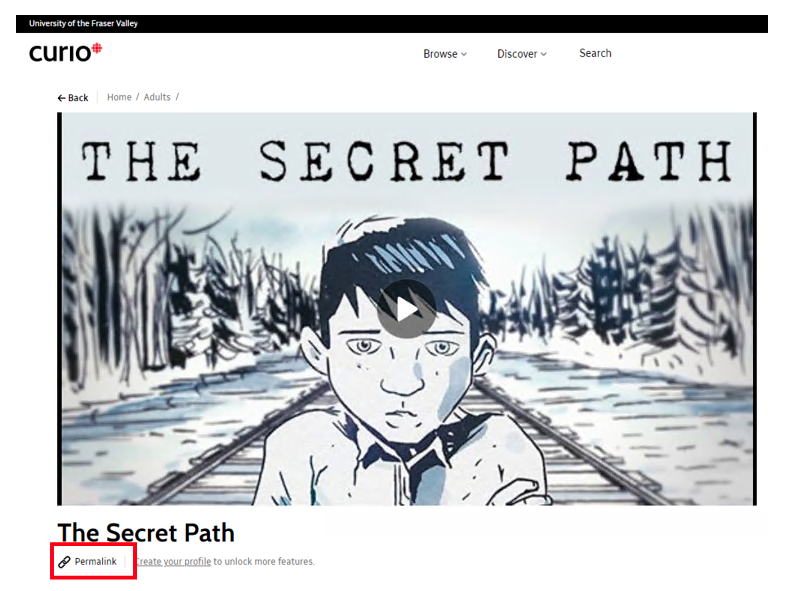 University of the Fraser Valley
curio
Browse
Discover
Search
← Back
Home / Adults /
THE SECRET PATH
The Secret Path
Permalink
Create your profile to unlock more features.